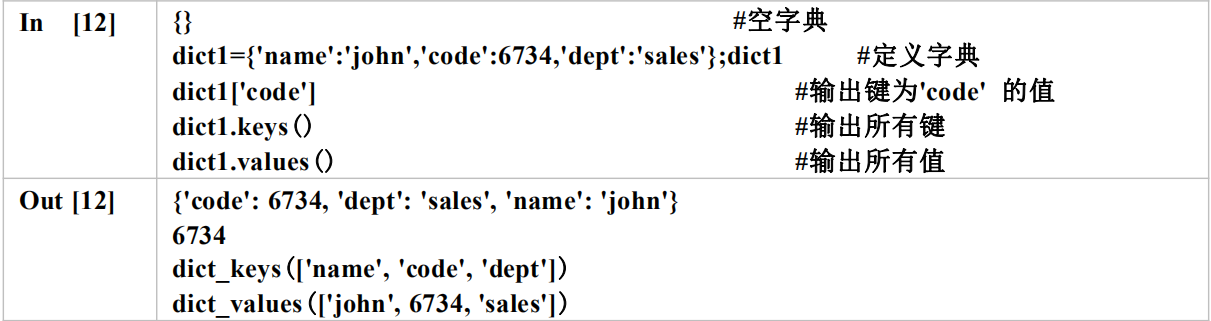 In [12] {} #空字典
dict1={'name':'john','code':6734,'dept':'sales'};dict1 #定义字典
dict1['code'] #输出键为'code' 的值
dict1.keys() #输出所有键
dict1.values() #输出所有值
Out [12] {'code': 6734, 'dept': 'sales', 'name': 'john'}
6734
dict_keys(['name', 'code', 'dept'])
dict_values(['john', 6734, 'sales'])